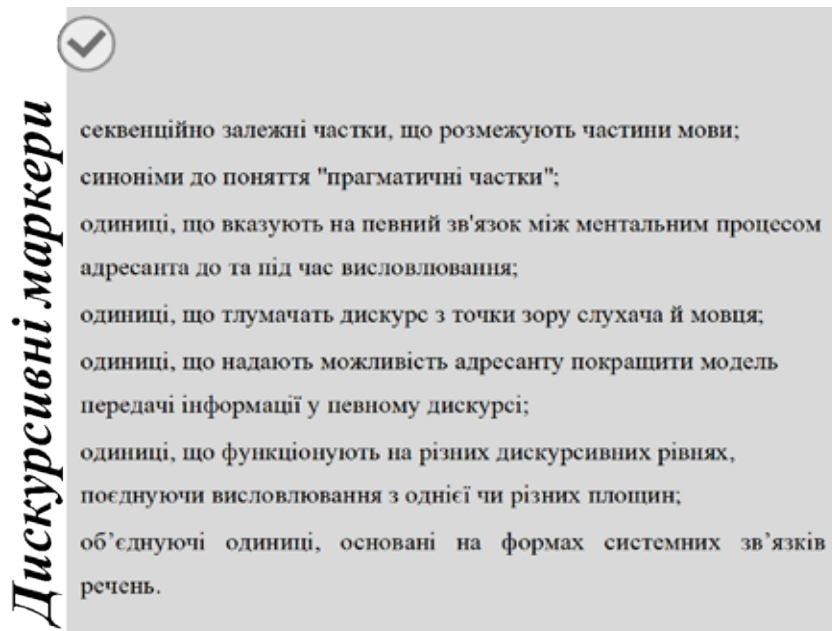 Дискурсивні маркери
секвенційно залежні частки, що розмежують частини мови;
синоніми до поняття "прагматичні частки";
одиниці, що вказують на певний зв'язок між ментальним процесом
адресанта до та під час висловлювання;
одиниці, що тлумачать дискурс з точки зору слухача й мовця;
одиниці, що надають можливість адресанту покращити модель
передачі інформації у певному дискурсі;
одиниці, що функціонують на різних дискурсивних рівнях,
поєднуючи висловлювання з однієї чи різних площин;
об’єднуючі одиниці, основані на формах системних зв’язків
речень.